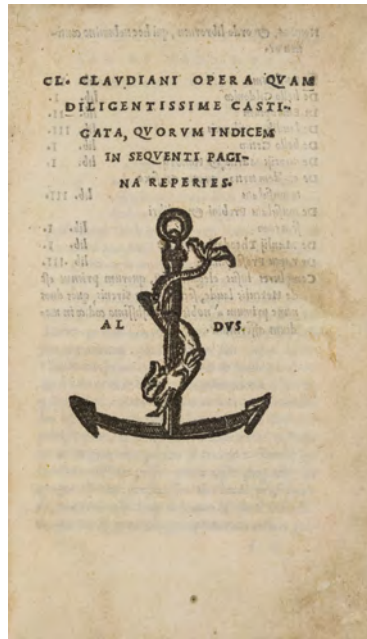 CL. CLAVDIANI OPERA QVAM
DILIGENTISSIME CASTI-
GATA, QVORVM INDICEM
IN SEQVENTI PAGI-
NA REPERIES.
AL DVS.